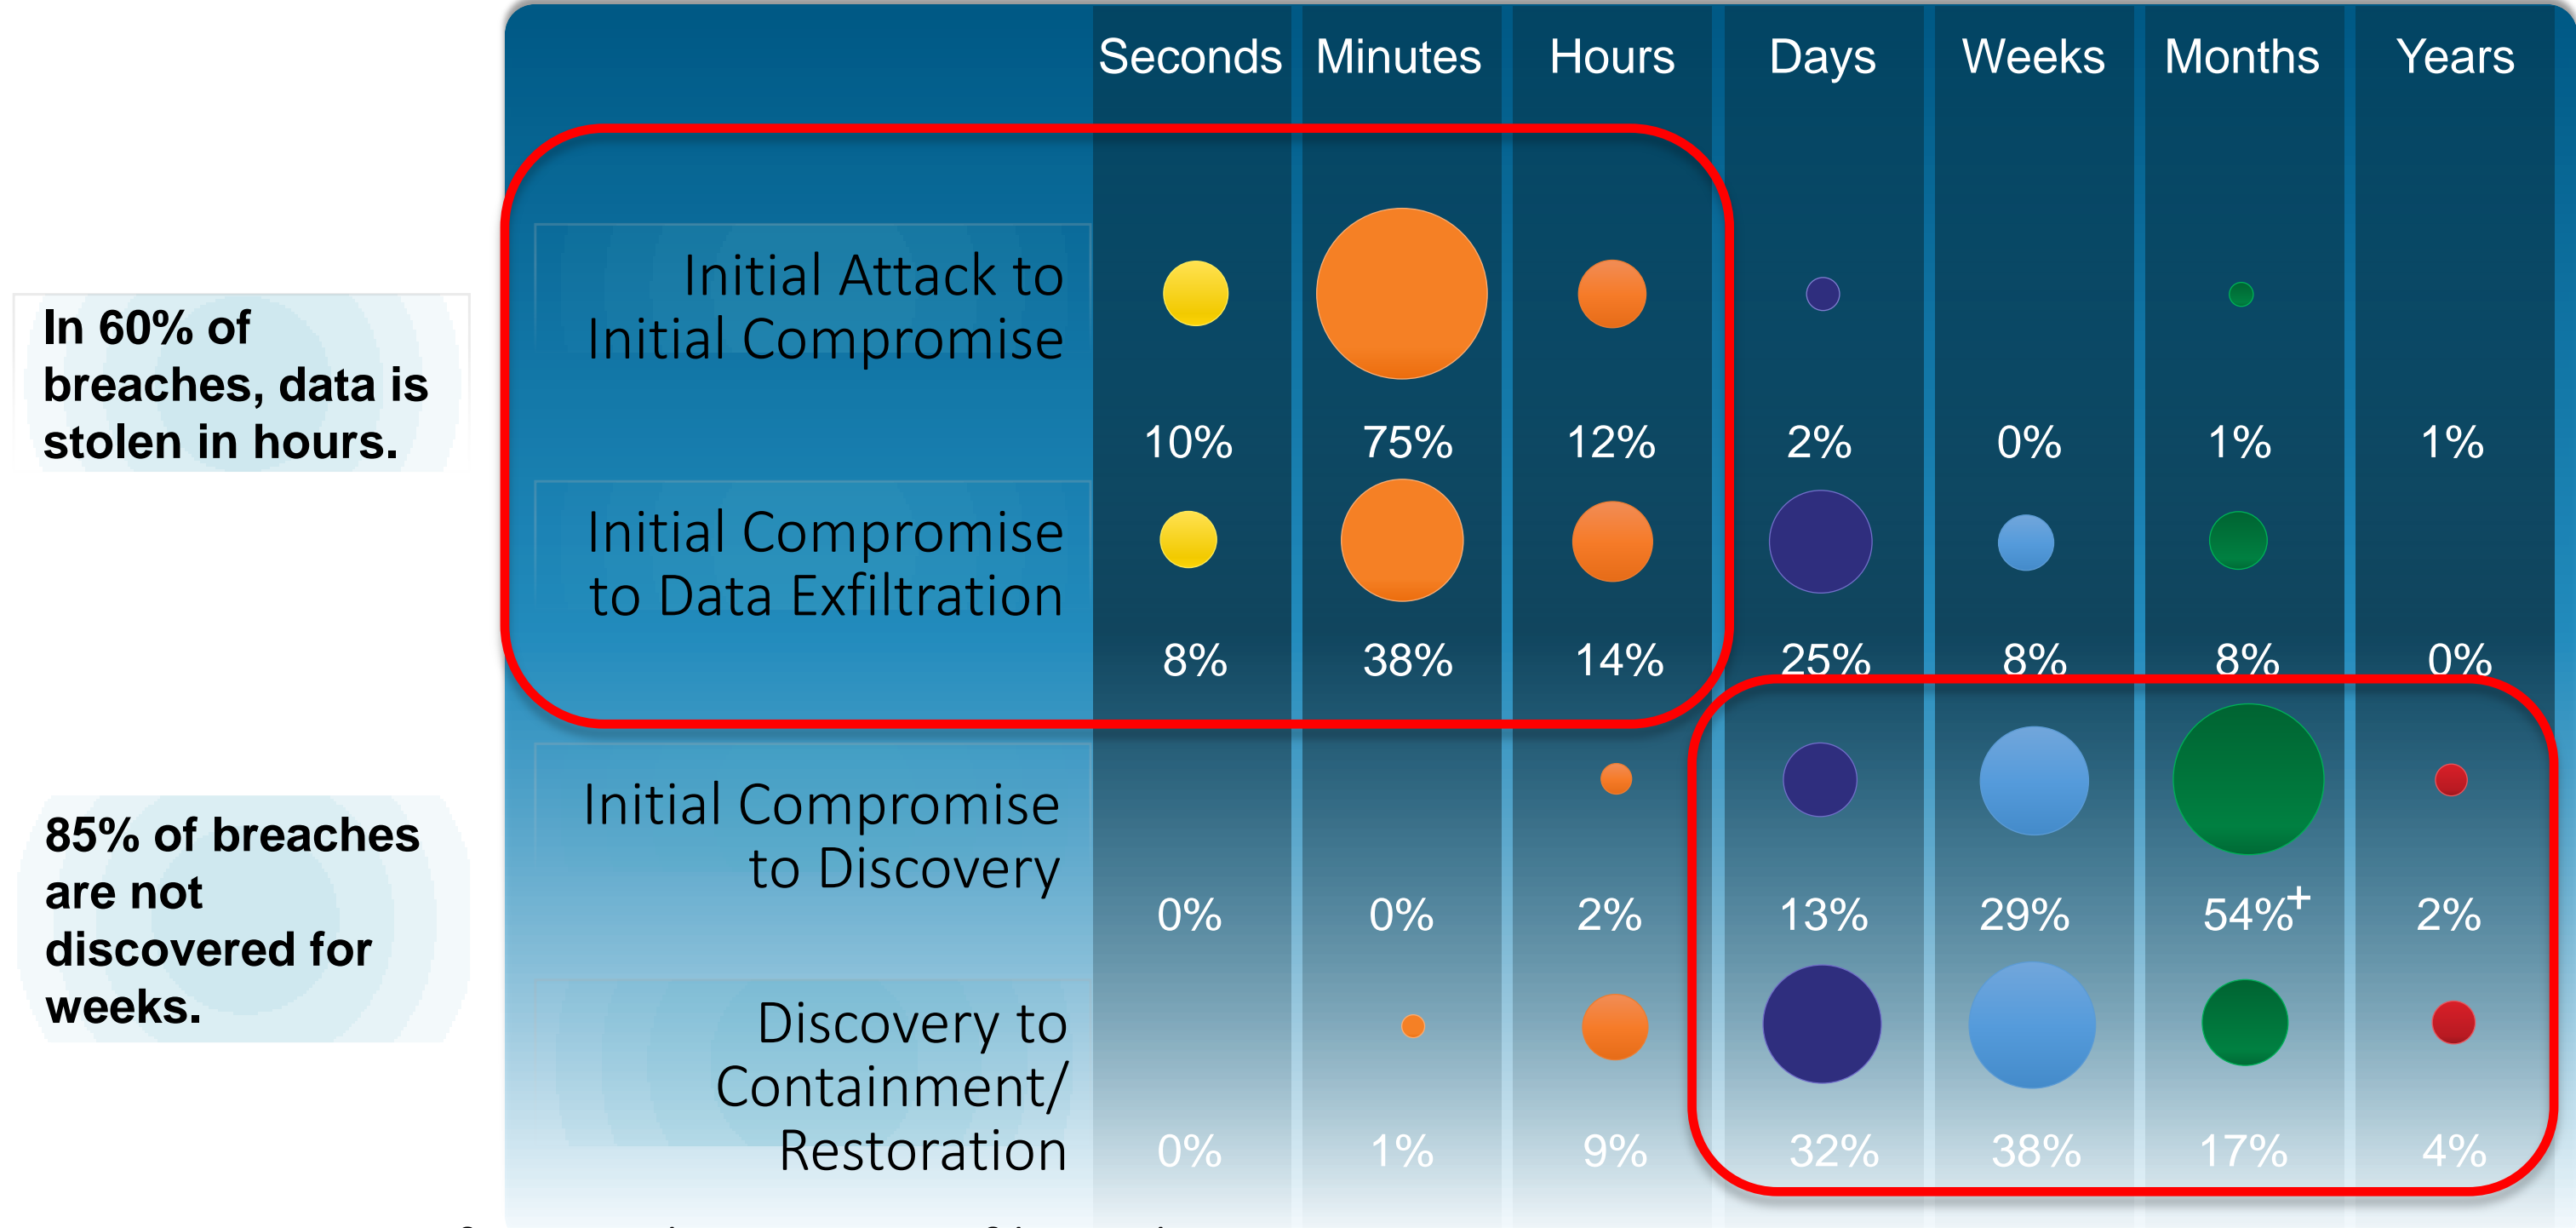 Seconds Minutes Hours Days Weeks Months Years
In 60% of
breaches, data is
stolen in hours.
Initial Attack to
Initial Compromise
10% 75% 12% 2% 0% 1% 1%
Initial Compromise
to Data Exfiltration
8% 38% 14% 25% 8% 8% 0%
85% of breaches
are not
discovered for
weeks.
Initial Compromise
to Discovery
0% 0% 2% 13% 29% 54%+ 2%
Discovery to
Containment/
Restoration
0% 1% 9% 32% 38% 17% 4%